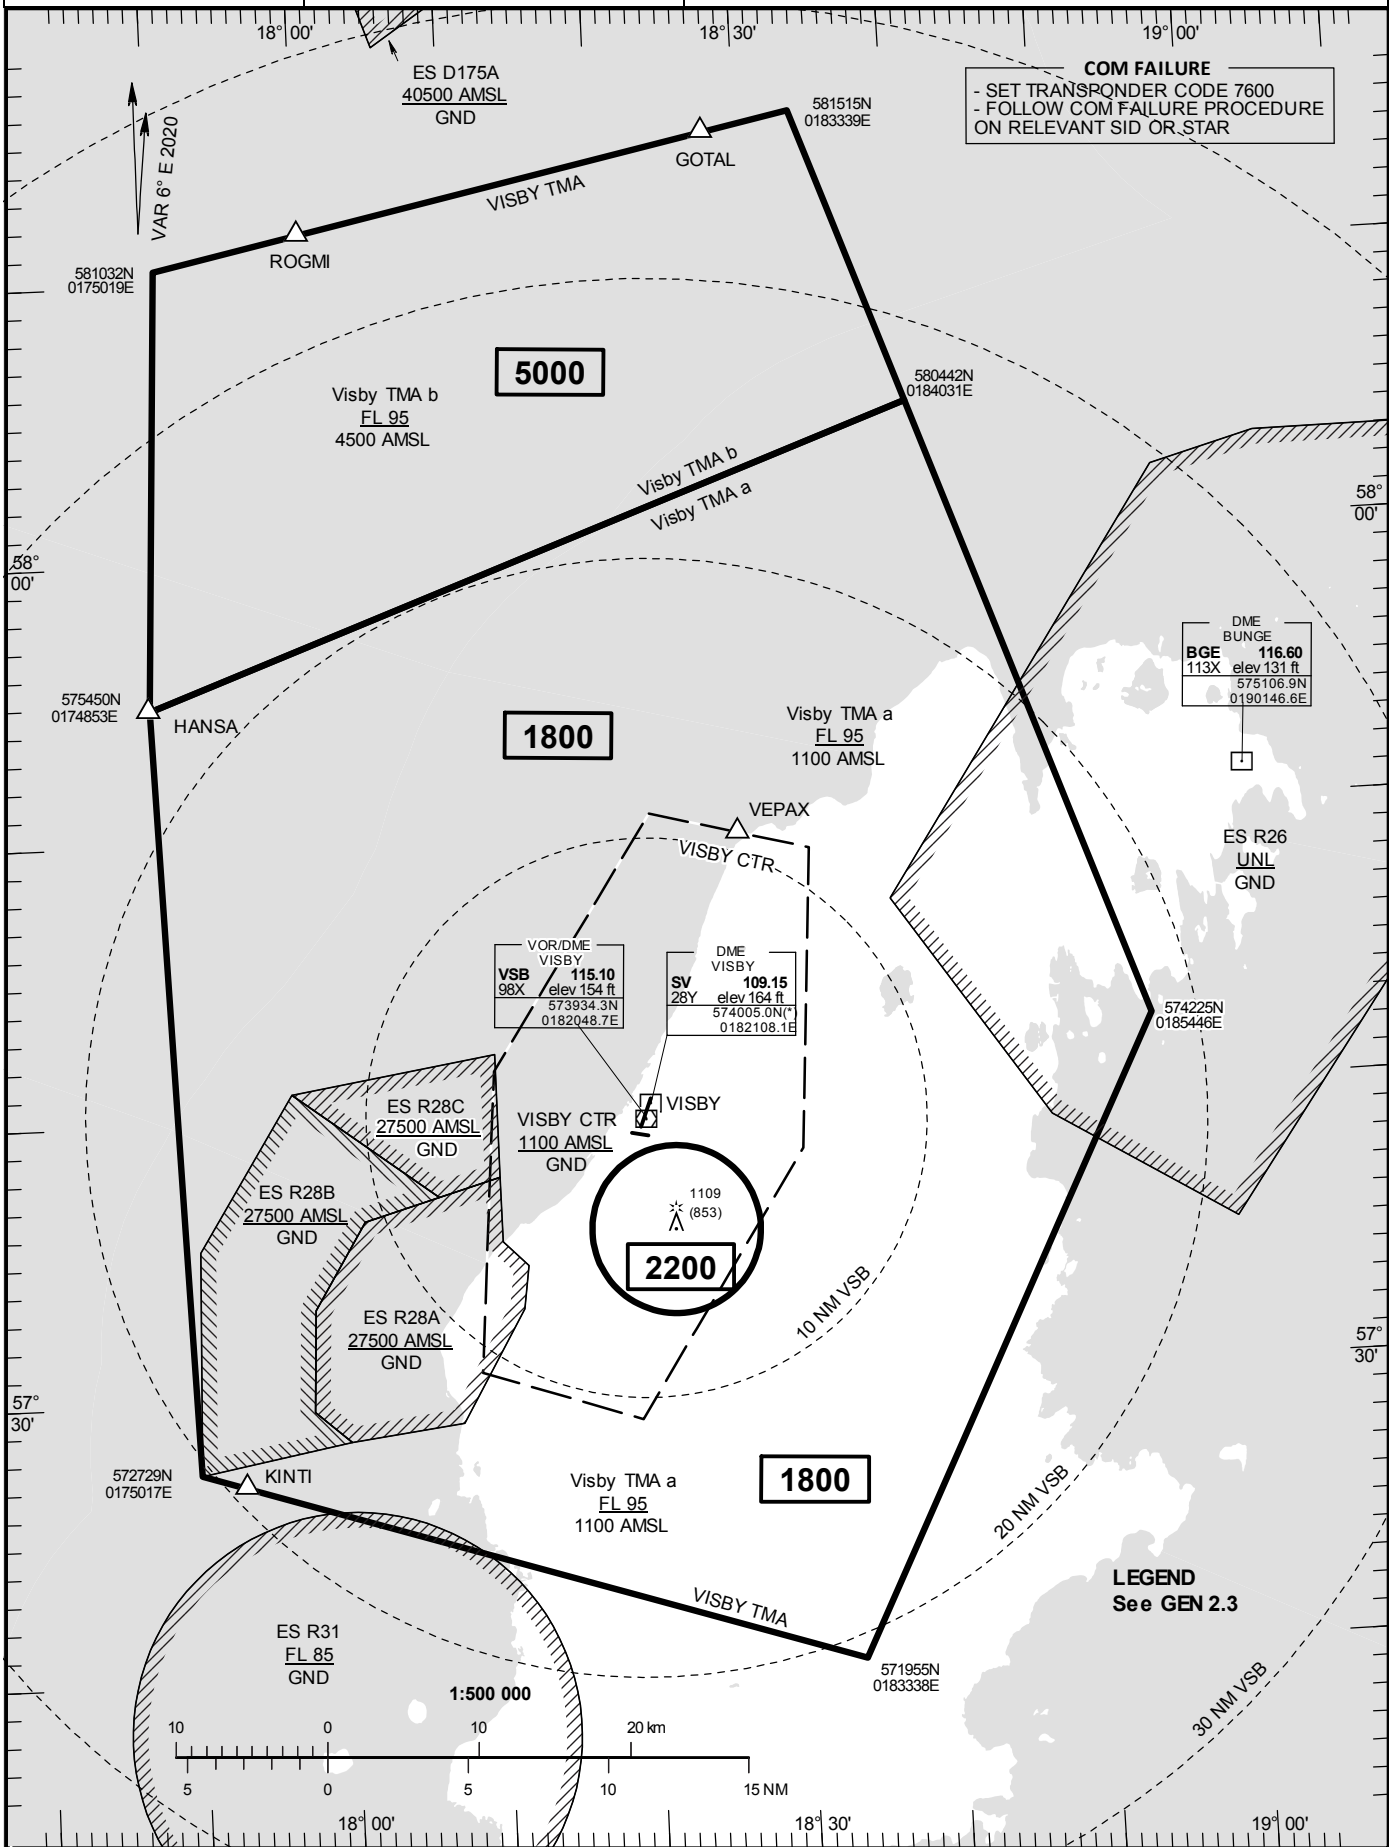 18° 00'
18° 30'
19° 00'
ES D175A
40500 AMSL
GND
COM FAILURE
- SET TRANSPONDER CODE 7600
- FOLLOW COM FAILURE PROCEDURE
ON RELEVANT SID OR STAR
581515N
0183339E
GOTAL
VAR 6° E 2020
VISBY TMA
ROGMI
581032N
0175019E
5000
Visby TMA b
FL 95
4500 AMSL
580442N
0184031E
Visby TMA b
Visby TMA a
58°
00'
58°
00'
DME
BUNGE
BGE 116.60
113X elev 131 ft
575106.9N
0190146.6E
575450N
0174853E
HANSA
1800
Visby TMA a
FL 95
1100 AMSL
VEPAX
VISBY CTR
ES R26
UNL
GND
VOR/DME
VISBY
VSB 115.10
98X elev 154 ft
573934.3N
0182048.7E
DME
VISBY
SV 109.15
28Y elev 164 ft
574005.0N(*)
0182108.1E
574225N
0185446E
ES R28C
27500 AMSL
GND
VISBY CTR
1100 AMSL
GND
VISBY
ES R28B
27500 AMSL
GND
1109
(853)
2200
ES R28A
27500 AMSL
GND
10 NM VSB
57°
30'
57°
30'
572729N
0175017E
KINTI
Visby TMA a
FL 95
1100 AMSL
1800
20 NM VSB
LEGEND
See GEN 2.3
VISBY TMA
ES R31
FL 85
GND
571955N
0183338E
30 NM VSB
1:500 000
10 0 10 20 km
5 0 5 10 15 NM
18° 00'
18° 30'
19° 00'